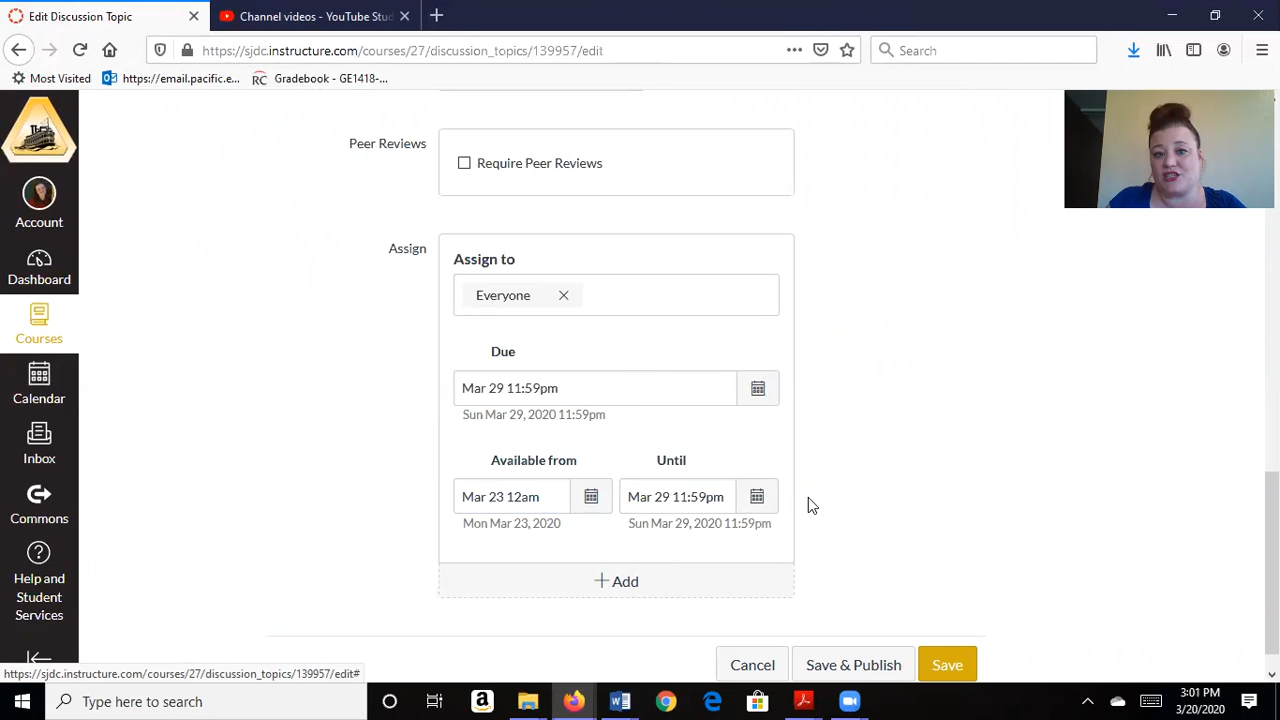 Edit Discussion Topic
Channel videos - YouTube Stud
https://sjdc.instructure.com/courses/27/discussion_topics/139957/edit
Search
Most Visited
https://email.pacific.e...
Gradebook - GE1418-...
Account
Dashboard
Courses
Calendar
Inbox
Commons
Help and
Student
Services
Peer Reviews
Require Peer Reviews
Assign
Assign to
Everyone
Due
Mar 29 11:59pm
Sun Mar 29, 2020 11:59pm
Available from Until
Mar 23 12am Mar 29 11:59pm
Mon Mar 23, 2020 Sun Mar 29, 2020 11:59pm
+ Add
Cancel Save & Publish Save
https://sjdc.instructure.com/courses/27/discussion_topics/139957/edit#
Type here to search
3:01 PM
3/20/2020